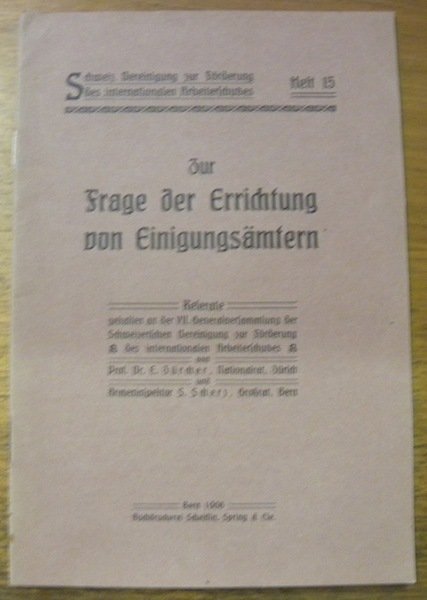 Schweiz. Vereinigung zur Förderung
des internationalen Arbeiterschutzes
Heft 15
Zur
Frage der Errichtung
von Einigungsämtern
Referate
gehalten an der VII. Generalversammlung der
Schweizerischen Vereinigung zur Förderung
des internationalen Arbeiterschutzes
von
Prof. Dr. E. Zürcher, Nationalrat, Zürich
und
Armeninspektor S. Scherz, Großrat, Bern
Bern 1906
Buchdruckerei Scheitlin, Spring & Cie.